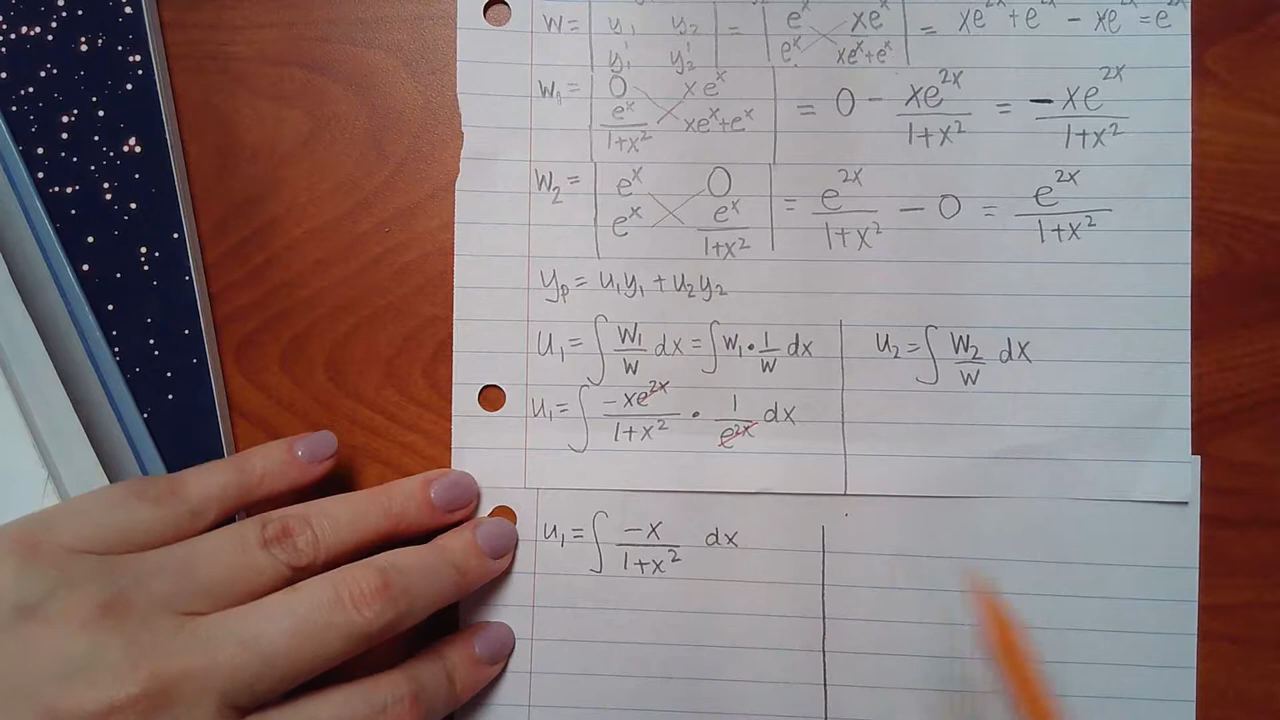 W = | y₁ y₂ | = | eˣ xeˣ | = xe²ˣ + e²ˣ - xe²ˣ = e²ˣ
| y₁' y₂' | | eˣ xeˣ+eˣ |
W₁ = | 0 xeˣ | = 0 - xe²ˣ/(1+x²) = -xe²ˣ/(1+x²)
| eˣ/(1+x²) xeˣ+eˣ |
W₂ = | eˣ 0 | = e²ˣ/(1+x²) - 0 = e²ˣ/(1+x²)
| eˣ eˣ/(1+x²) |
yₚ = u₁y₁ + u₂y₂
u₁ = ∫ W₁/W dx = ∫ W₁ · 1/W dx
u₁ = ∫ -xe²ˣ/(1+x²) · 1/e²ˣ dx
u₁ = ∫ -x/(1+x²) dx
u₂ = ∫ W₂/W dx